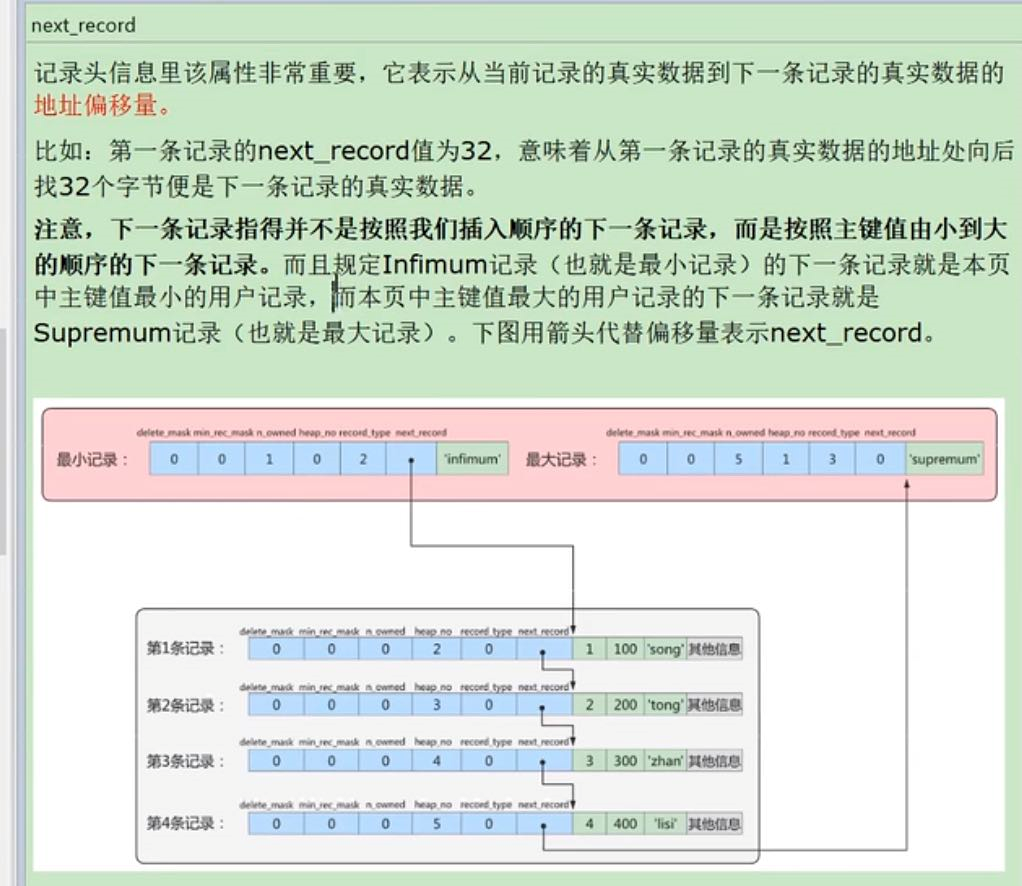 next_record
记录头信息里该属性非常重要，它表示从当前记录的真实数据到下一条记录的真实数据的
地址偏移量。
比如：第一条记录的next_record值为32，意味着从第一条记录的真实数据的地址处向后
找32个字节便是下一条记录的真实数据。
注意，下一条记录指得并不是按照我们插入顺序的下一条记录，而是按照主键值由小到大
的顺序的下一条记录。而且规定Infimum记录（也就是最小记录）的下一条记录就是本页
中主键值最小的用户记录，而本页中主键值最大的用户记录的下一条记录就是
Supremum记录（也就是最大记录）。下图用箭头代替偏移量表示next_record。
delete_mask min_rec_mask n_owned heap_no record_type next_record
最小记录： 0 0 1 0 2 'infimum'
delete_mask min_rec_mask n_owned heap_no record_type next_record
最大记录： 0 0 5 1 3 0 'supremum'
delete_mask min_rec_mask n_owned heap_no record_type next_record
第1条记录： 0 0 0 2 0 1 100 'song' 其他信息
delete_mask min_rec_mask n_owned heap_no record_type next_record
第2条记录： 0 0 0 3 0 2 200 'tong' 其他信息
delete_mask min_rec_mask n_owned heap_no record_type next_record
第3条记录： 0 0 0 4 0 3 300 'zhan' 其他信息
delete_mask min_rec_mask n_owned heap_no record_type next_record
第4条记录： 0 0 0 5 0 4 400 'lisi' 其他信息